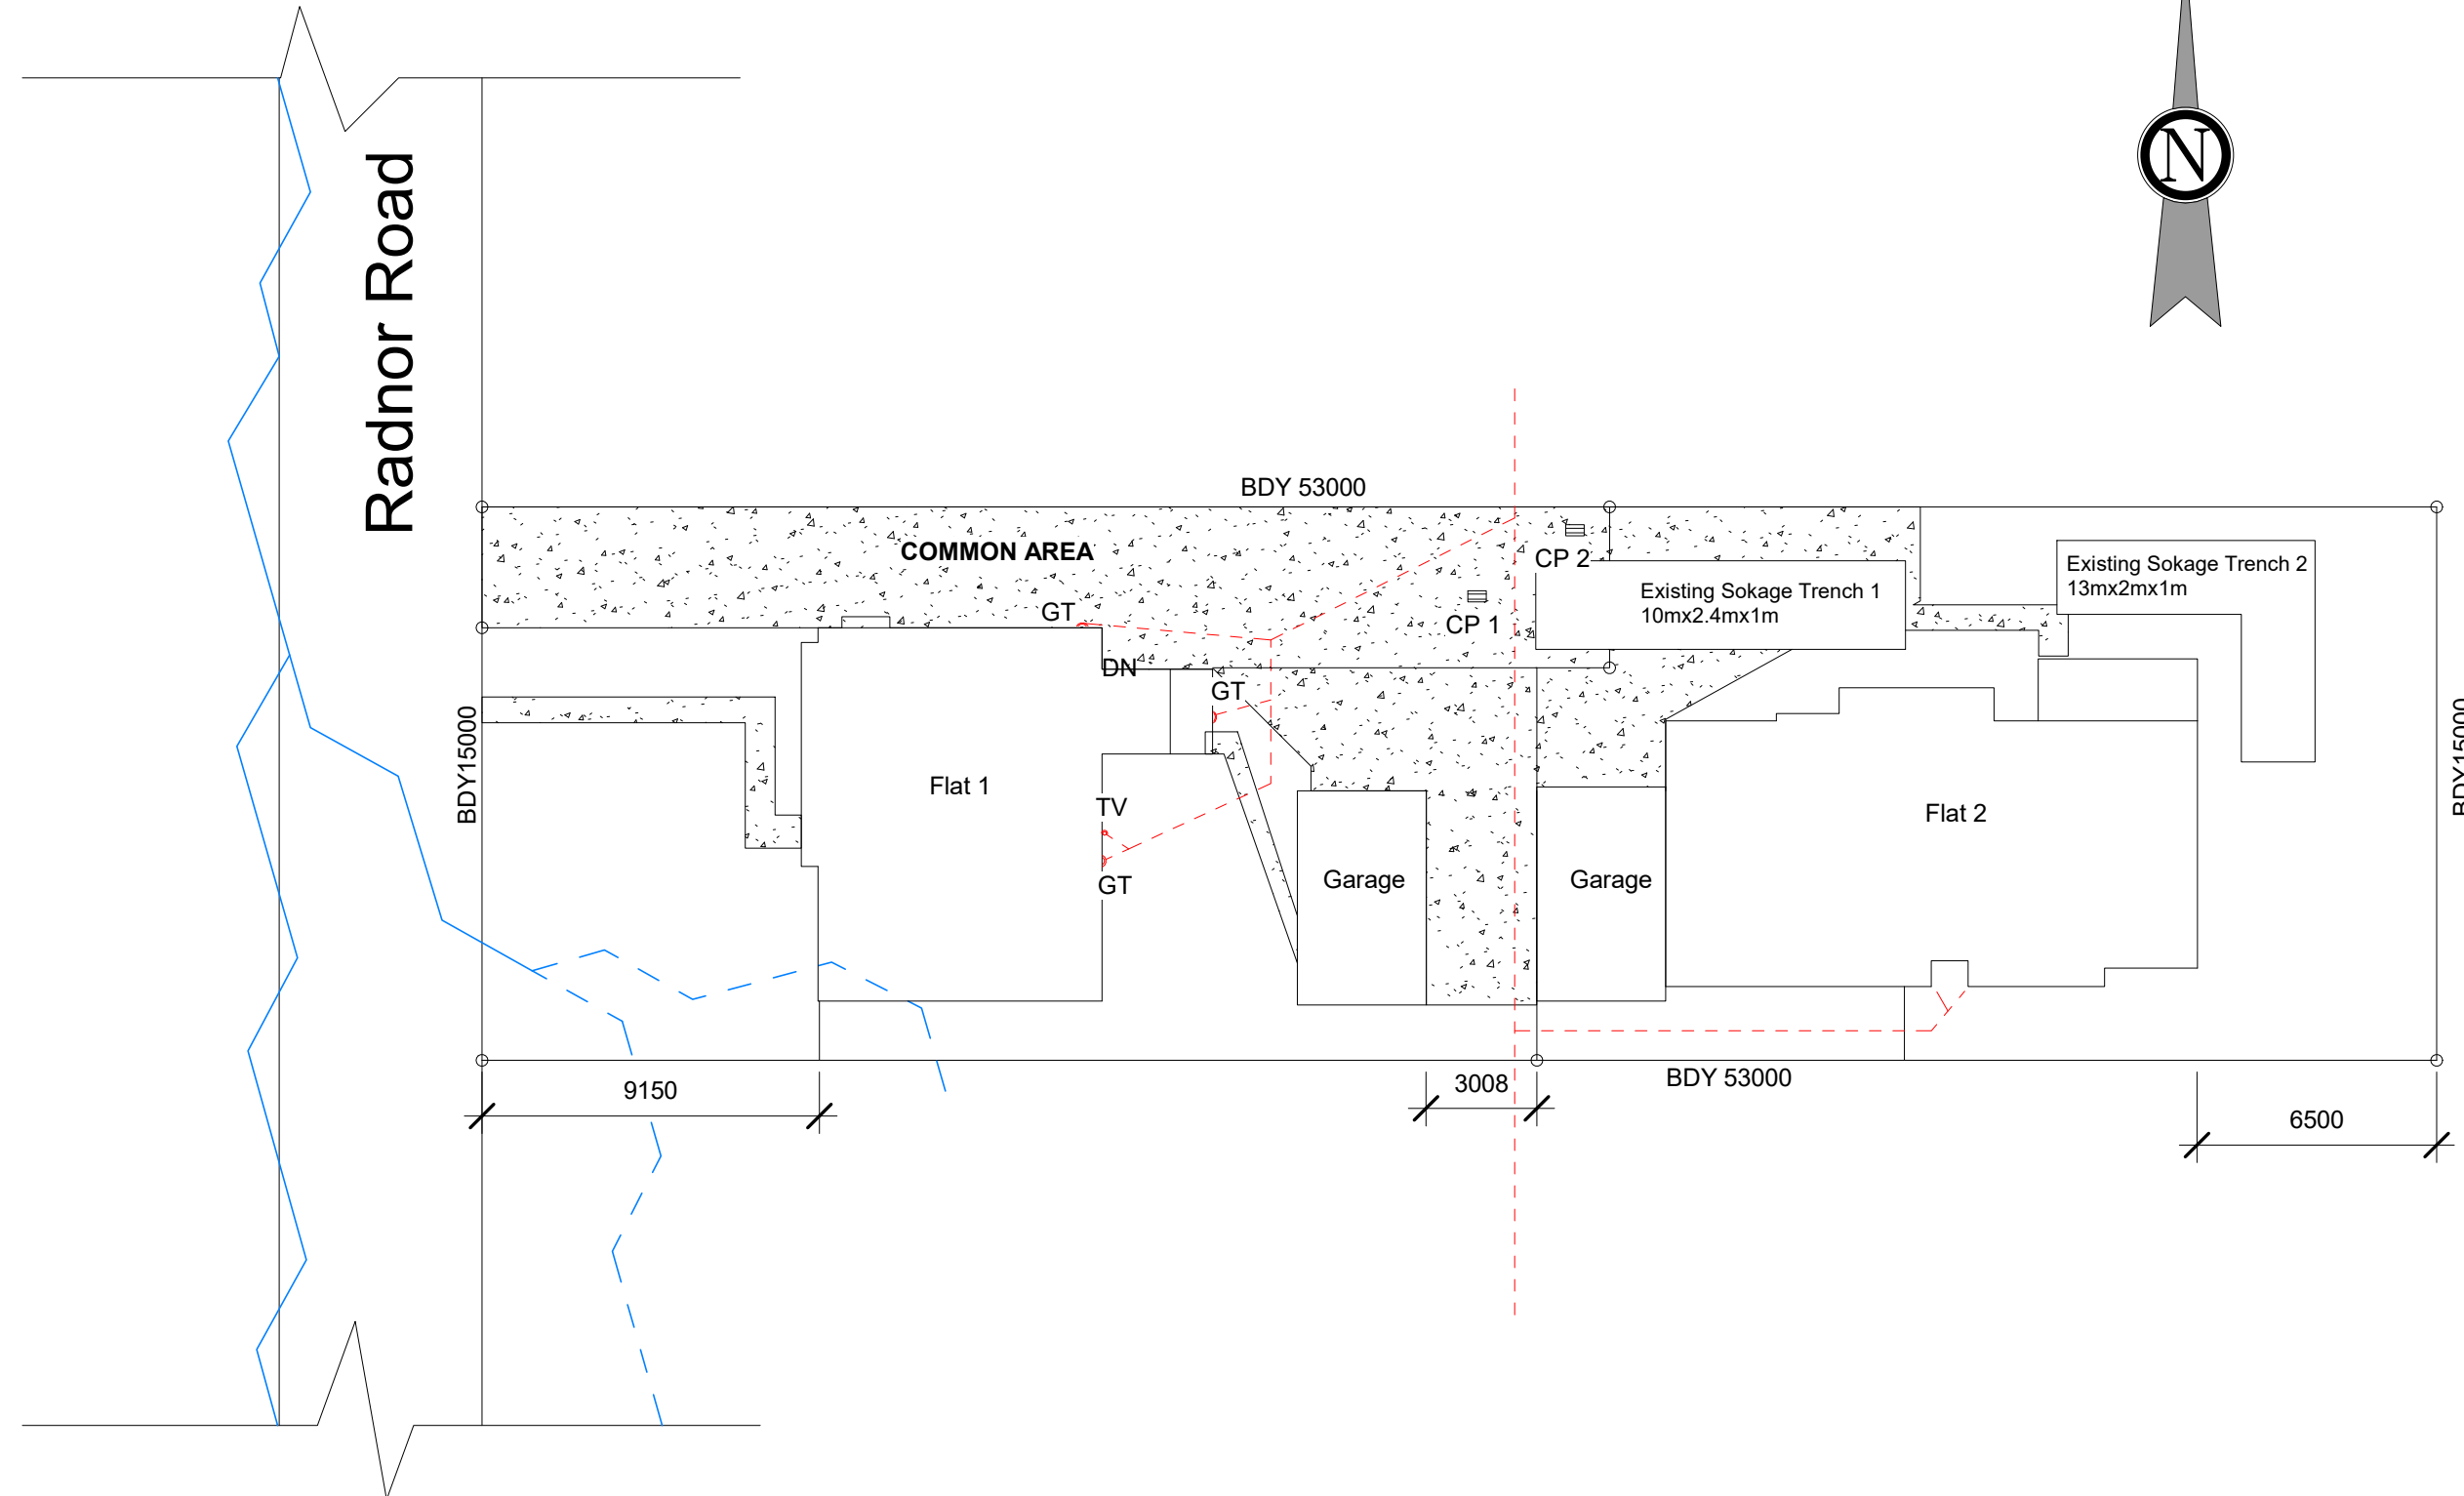 N
Radnor Road
BDY 53000
COMMON AREA
CP 2
Existing Sokage Trench 2
13mx2mx1m
Existing Sokage Trench 1
10mx2.4mx1m
GT
CP 1
DN
GT
BDY15000
BDY15000
Flat 1
TV
GT
Garage
Garage
Flat 2
9150
3008
BDY 53000
6500